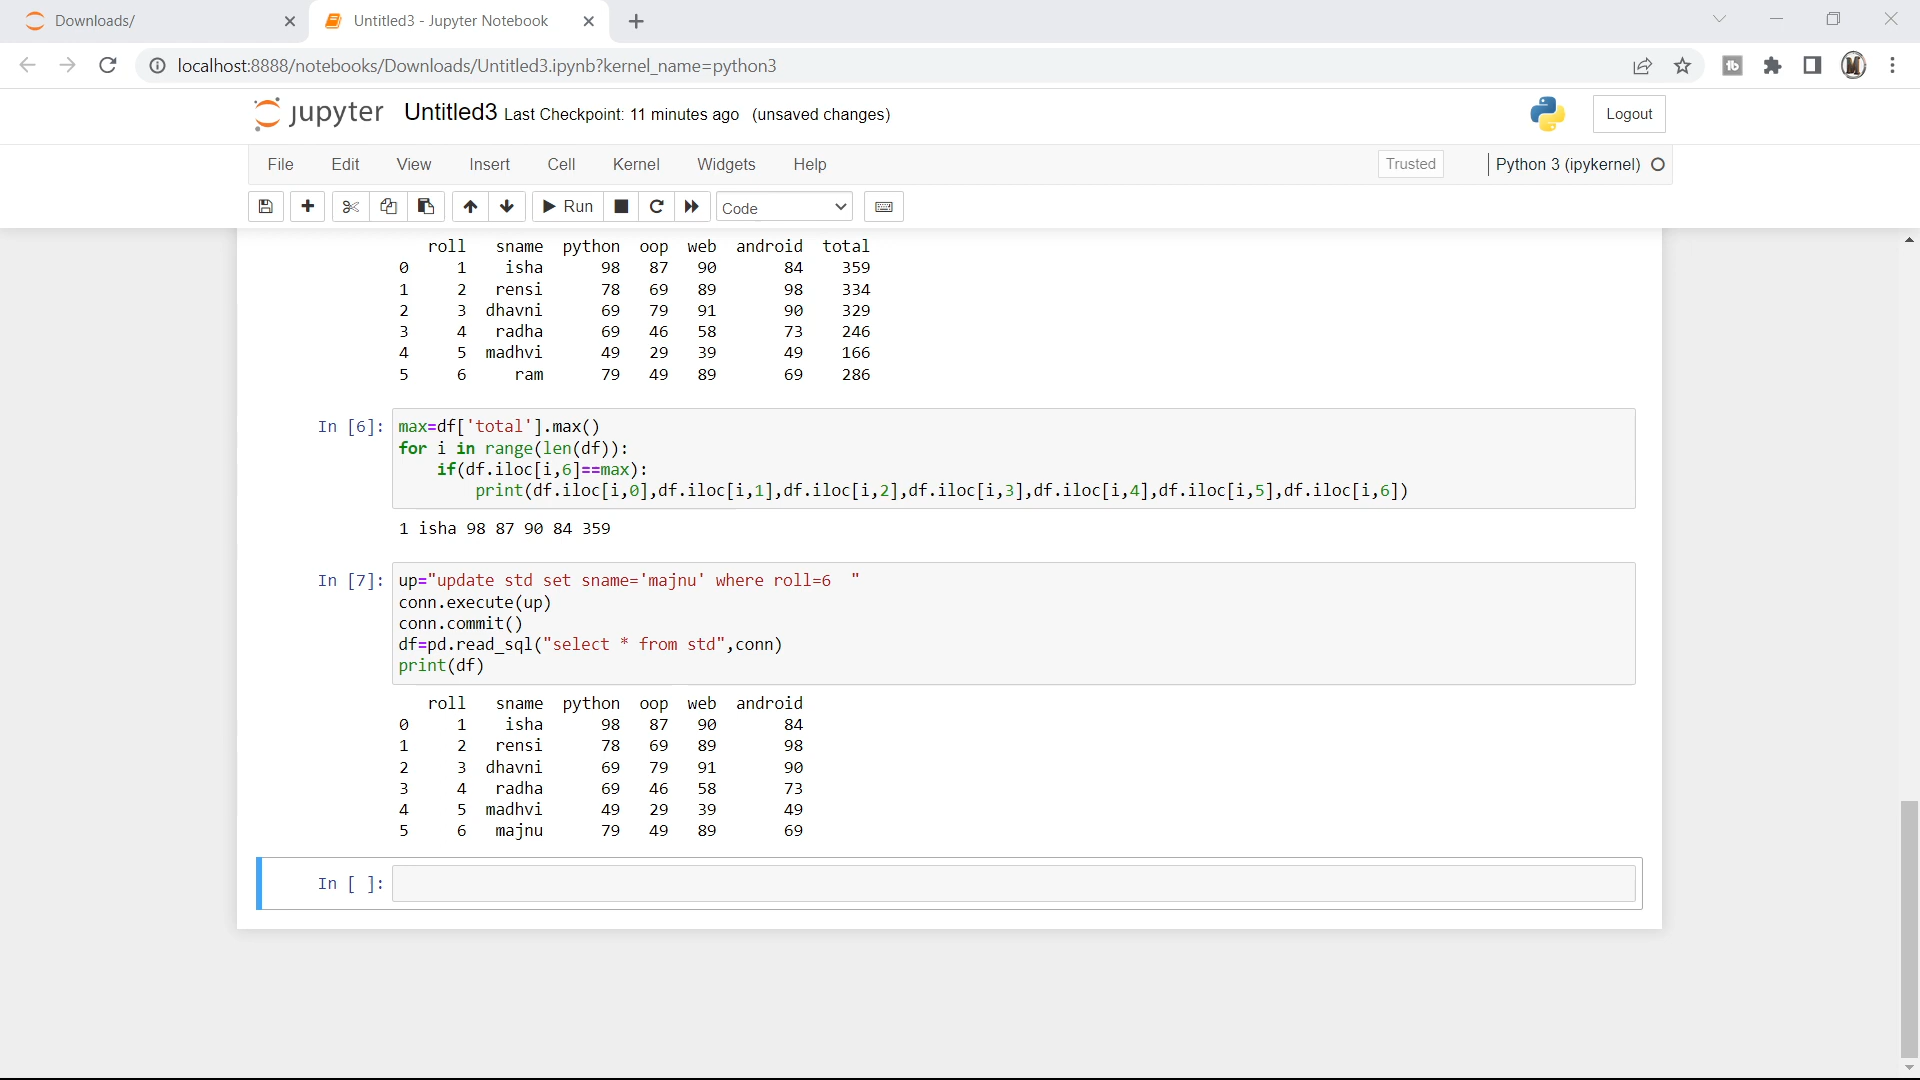 Downloads/
Untitled3 - Jupyter Notebook
localhost:8888/notebooks/Downloads/Untitled3.ipynb?kernel_name=python3
jupyter Untitled3 Last Checkpoint: 11 minutes ago (unsaved changes)
Logout
File Edit View Insert Cell Kernel Widgets Help
Trusted
Python 3 (ipykernel)
Run
Code
roll sname python oop web android total
0 1 isha 98 87 90 84 359
1 2 rensi 78 69 89 98 334
2 3 dhavni 69 79 91 90 329
3 4 radha 69 46 58 73 246
4 5 madhvi 49 29 39 49 166
5 6 ram 79 49 89 69 286
In [6]: max=df['total'].max()
for i in range(len(df)):
if(df.iloc[i,6]==max):
print(df.iloc[i,0],df.iloc[i,1],df.iloc[i,2],df.iloc[i,3],df.iloc[i,4],df.iloc[i,5],df.iloc[i,6])
1 isha 98 87 90 84 359
In [7]: up="update std set sname='majnu' where roll=6  "
conn.execute(up)
conn.commit()
df=pd.read_sql("select * from std",conn)
print(df)
roll sname python oop web android
0 1 isha 98 87 90 84
1 2 rensi 78 69 89 98
2 3 dhavni 69 79 91 90
3 4 radha 69 46 58 73
4 5 madhvi 49 29 39 49
5 6 majnu 79 49 89 69
In [ ]: